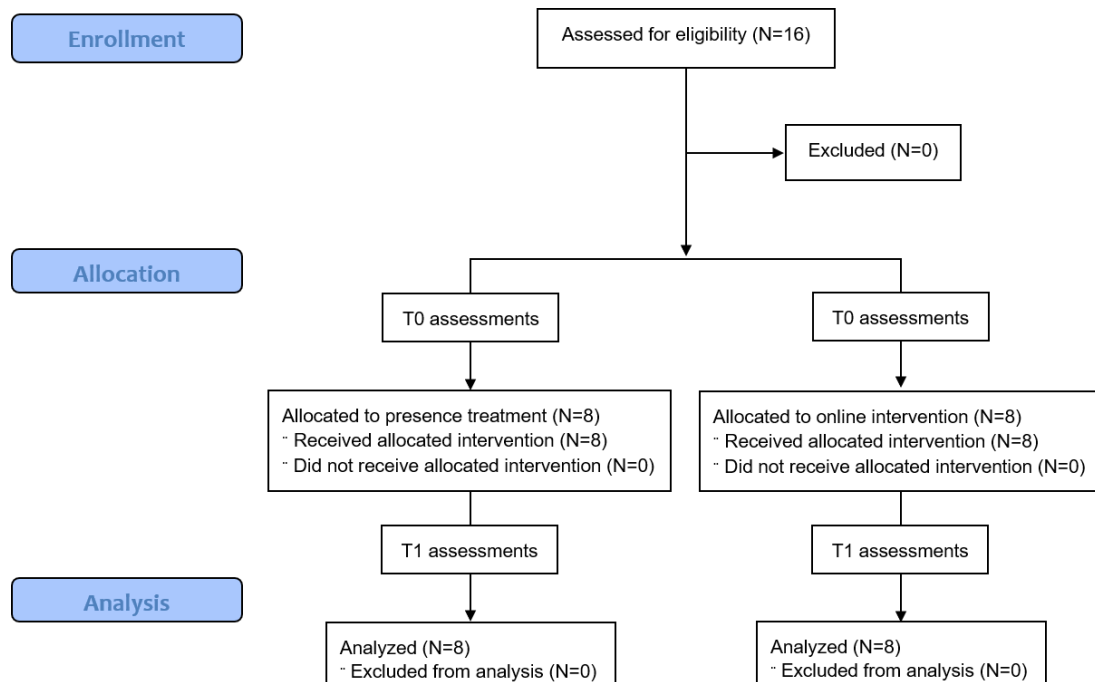 Enrollment
Assessed for eligibility (N=16)
Excluded (N=0)
Allocation
T0 assessments
T0 assessments
Allocated to presence treatment (N=8)
¨ Received allocated intervention (N=8)
¨ Did not receive allocated intervention (N=0)
Allocated to online intervention (N=8)
¨ Received allocated intervention (N=8)
¨ Did not receive allocated intervention (N=0)
T1 assessments
T1 assessments
Analysis
Analyzed (N=8)
¨ Excluded from analysis (N=0)
Analyzed (N=8)
¨ Excluded from analysis (N=0)